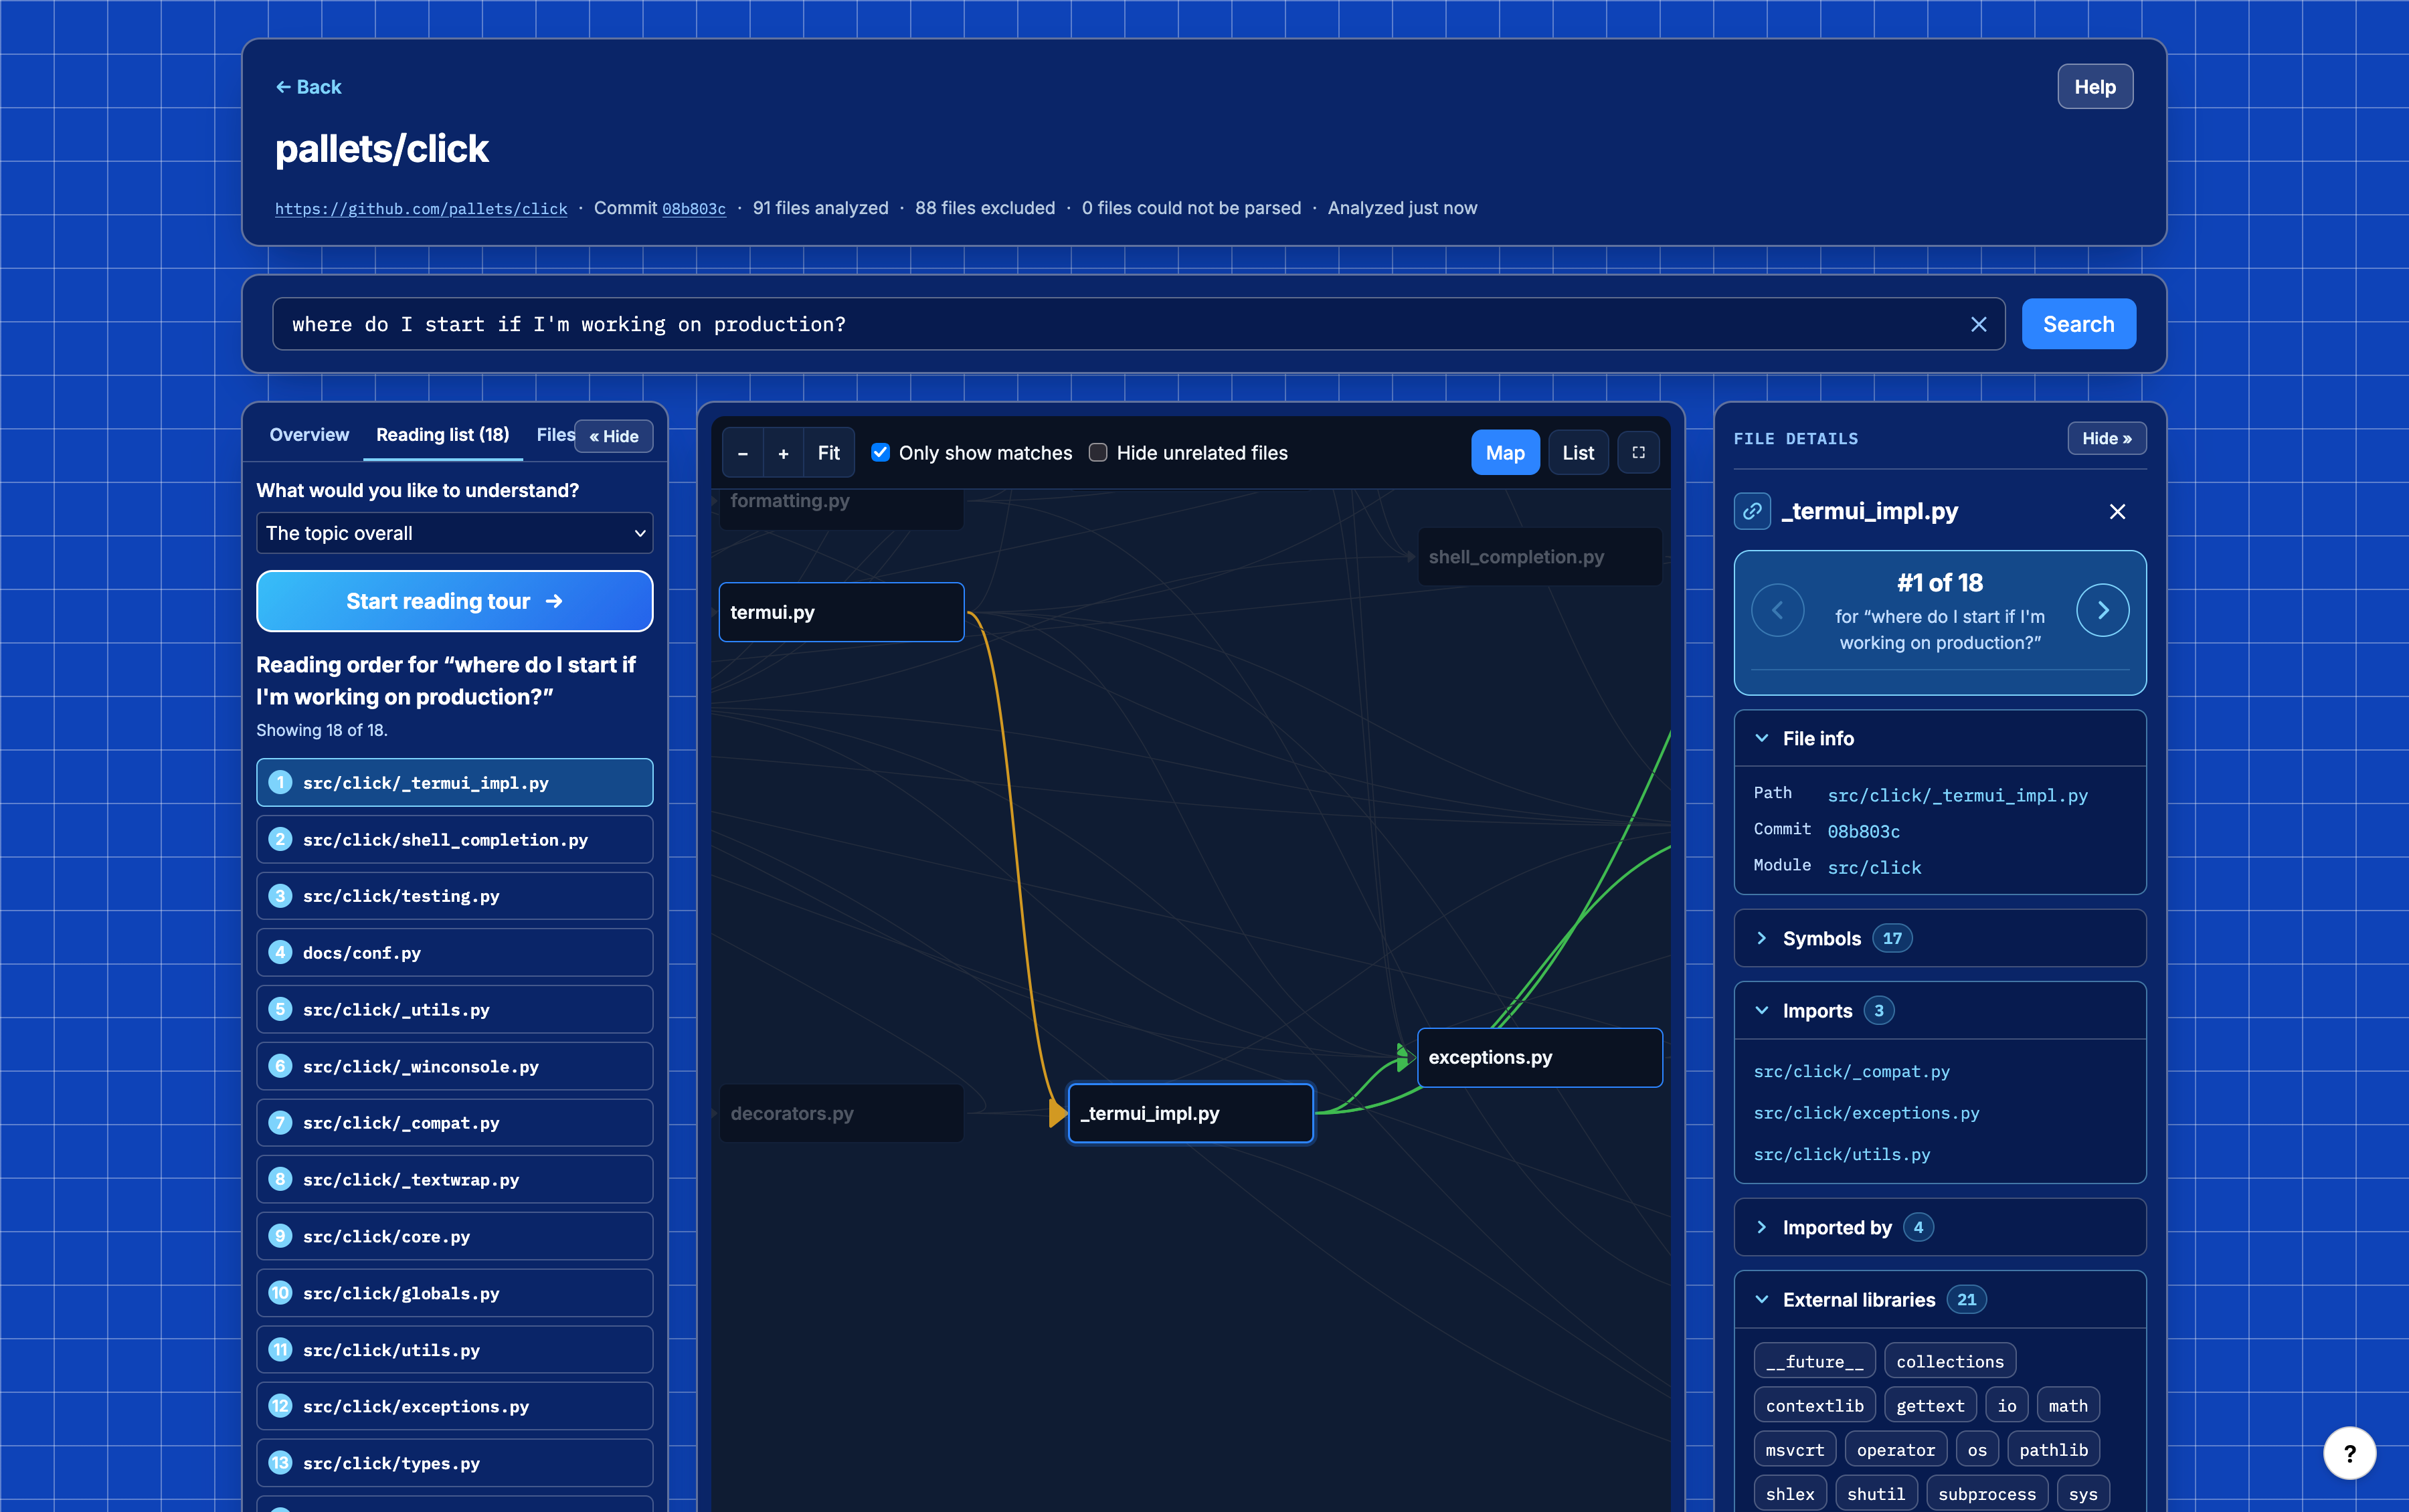 ← Back
Help
pallets/click
https://github.com/pallets/click · Commit 08b803c · 91 files analyzed · 88 files excluded · 0 files could not be parsed · Analyzed just now
where do I start if I'm working on production?
Search
Overview
Reading list (18)
Files
« Hide
What would you like to understand?
The topic overall
Start reading tour →
Reading order for “where do I start if
I'm working on production?”
Showing 18 of 18.
1 src/click/_termui_impl.py
2 src/click/shell_completion.py
3 src/click/testing.py
4 docs/conf.py
5 src/click/_utils.py
6 src/click/_winconsole.py
7 src/click/_compat.py
8 src/click/_textwrap.py
9 src/click/core.py
10 src/click/globals.py
11 src/click/utils.py
12 src/click/exceptions.py
13 src/click/types.py
− + Fit
Only show matches
Hide unrelated files
Map
List
formatting.py
shell_completion.py
termui.py
exceptions.py
decorators.py
_termui_impl.py
FILE DETAILS
Hide »
_termui_impl.py
#1 of 18
for “where do I start if I'm
working on production?”
File info
Path src/click/_termui_impl.py
Commit 08b803c
Module src/click
Symbols 17
Imports 3
src/click/_compat.py
src/click/exceptions.py
src/click/utils.py
Imported by 4
External libraries 21
__future__ collections
contextlib gettext io math
msvcrt operator os pathlib
shlex shutil subprocess sys
?